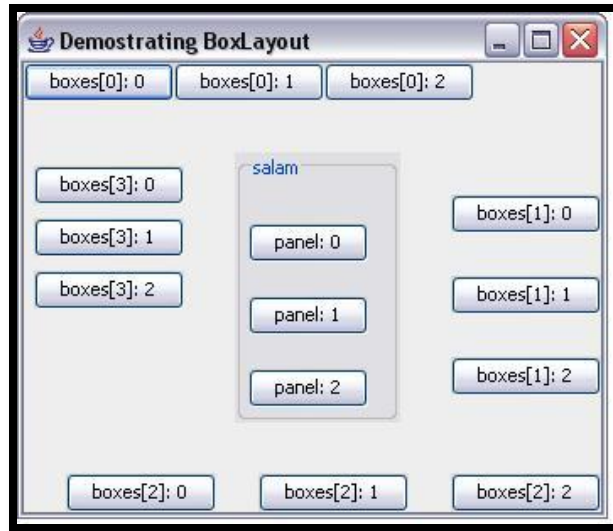 Demostrating BoxLayout
boxes[0]: 0 boxes[0]: 1 boxes[0]: 2
salam
boxes[3]: 0
boxes[3]: 1
boxes[3]: 2
panel: 0
panel: 1
panel: 2
boxes[1]: 0
boxes[1]: 1
boxes[1]: 2
boxes[2]: 0 boxes[2]: 1 boxes[2]: 2